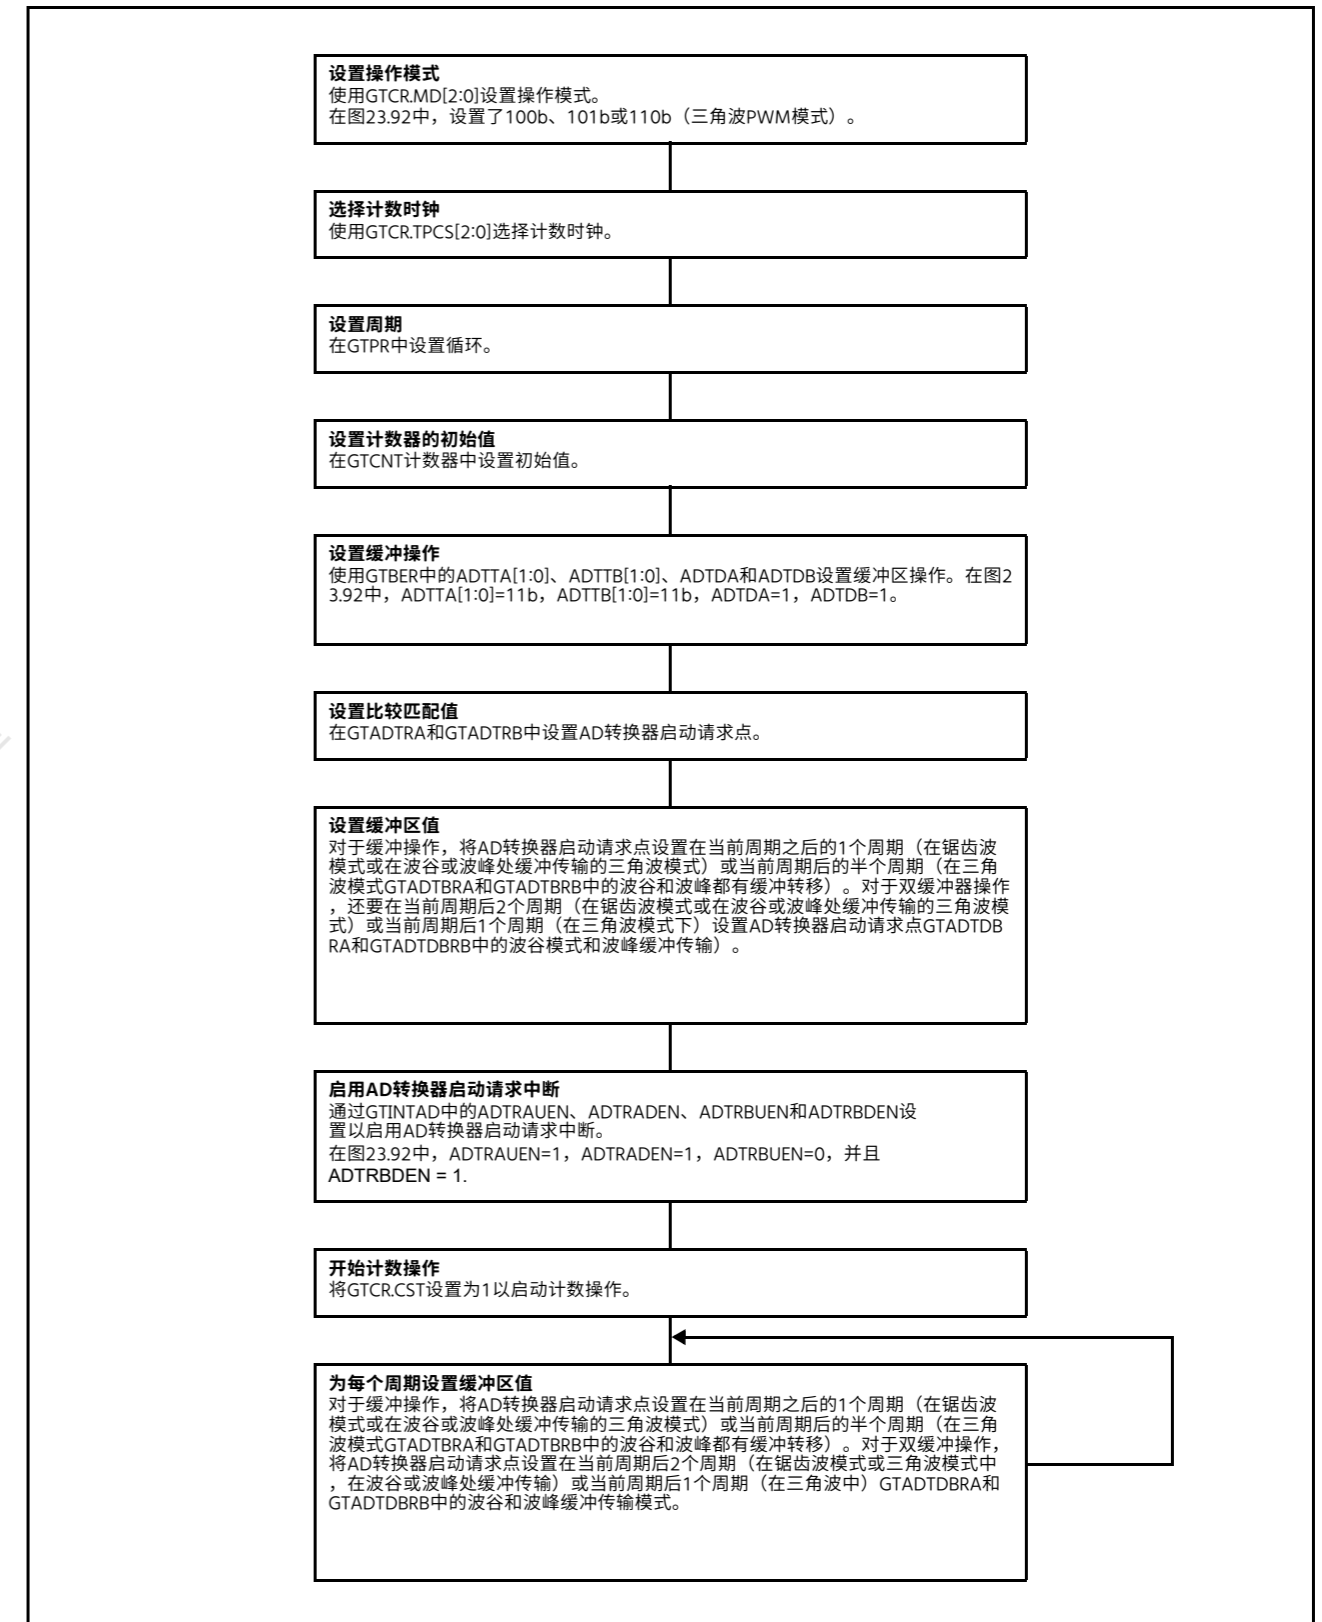 设置操作模式
使用GTCR.MD[2:0]设置操作模式。
在图23.92中，设置了100b、101b或110b（三角波PWM模式）。
选择计数时钟
使用GTCR.TPCS[2:0]选择计数时钟。
设置周期
在GTPR中设置循环。
设置计数器的初始值
在GTCNT计数器中设置初始值。
设置缓冲操作
使用GTBER中的ADTTA[1:0]、ADTTB[1:0]、ADTDA和ADTDB设置缓冲区操作。在图2
3.92中，ADTTA[1:0]=11b，ADTTB[1:0]=11b，ADTDA=1，ADTDB=1。
设置比较匹配值
在GTADTRA和GTADTRB中设置AD转换器启动请求点。
设置缓冲区值
对于缓冲操作，将AD转换器启动请求点设置在当前周期之后的1个周期（在锯齿波
模式或在波谷或波峰处缓冲传输的三角波模式）或当前周期后的半个周期（在三角
波模式GTADTBRA和GTADTBRB中的波谷和波峰都有缓冲转移）。对于双缓冲器操作
，还要在当前周期后2个周期（在锯齿波模式或在波谷或波峰处缓冲传输的三角波模
式）或当前周期后1个周期（在三角波模式下）设置AD转换器启动请求点GTADTDB
RA和GTADTDBRB中的波谷模式和波峰缓冲传输）。
启用AD转换器启动请求中断
通过GTINTAD中的ADTRAUEN、ADTRADEN、ADTRBUEN和ADTRBDEN设
置以启用AD转换器启动请求中断。
在图23.92中，ADTRAUEN=1，ADTRADEN=1，ADTRBUEN=0，并且
ADTRBDEN = 1.
开始计数操作
将GTCR.CST设置为1以启动计数操作。
为每个周期设置缓冲区值
对于缓冲操作，将AD转换器启动请求点设置在当前周期之后的1个周期（在锯齿波
模式或在波谷或波峰处缓冲传输的三角波模式）或当前周期后的半个周期（在三角
波模式GTADTBRA和GTADTBRB中的波谷和波峰都有缓冲转移）。对于双缓冲操作，
将AD转换器启动请求点设置在当前周期后2个周期（在锯齿波模式或三角波模式中
，在波谷或波峰处缓冲传输）或当前周期后1个周期（在三角波中）GTADTDBRA和
GTADTDBRB中的波谷和波峰缓冲传输模式。